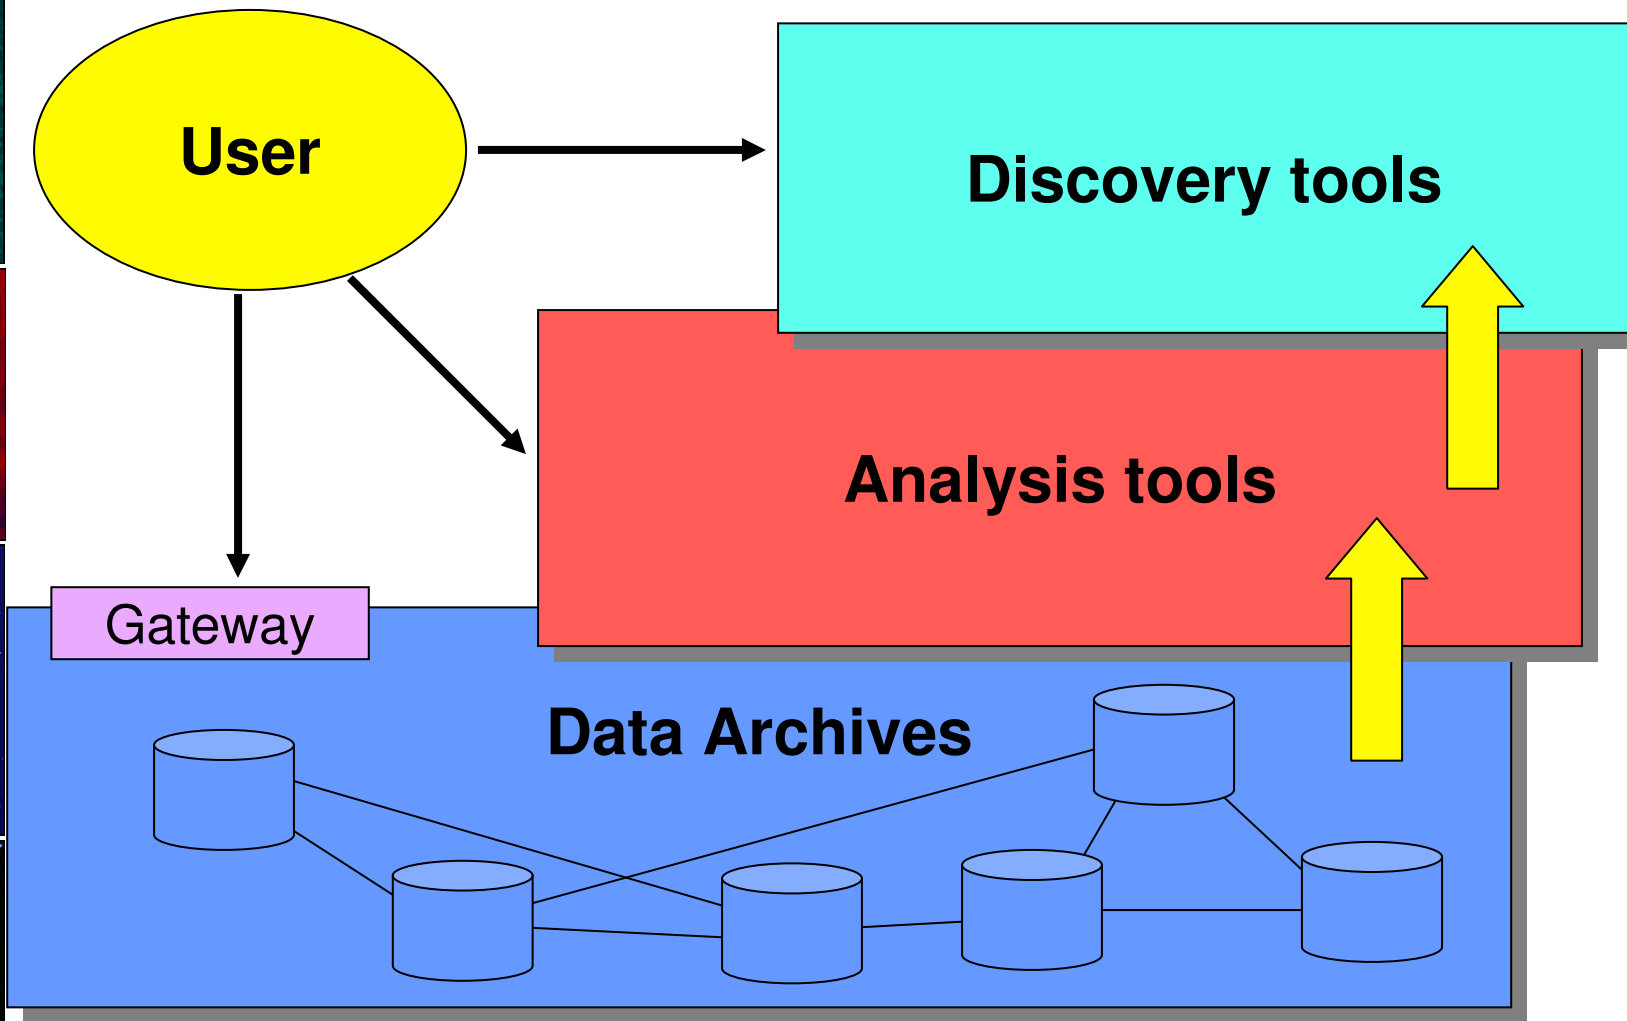 User
Discovery tools
Analysis tools
Gateway
Data Archives